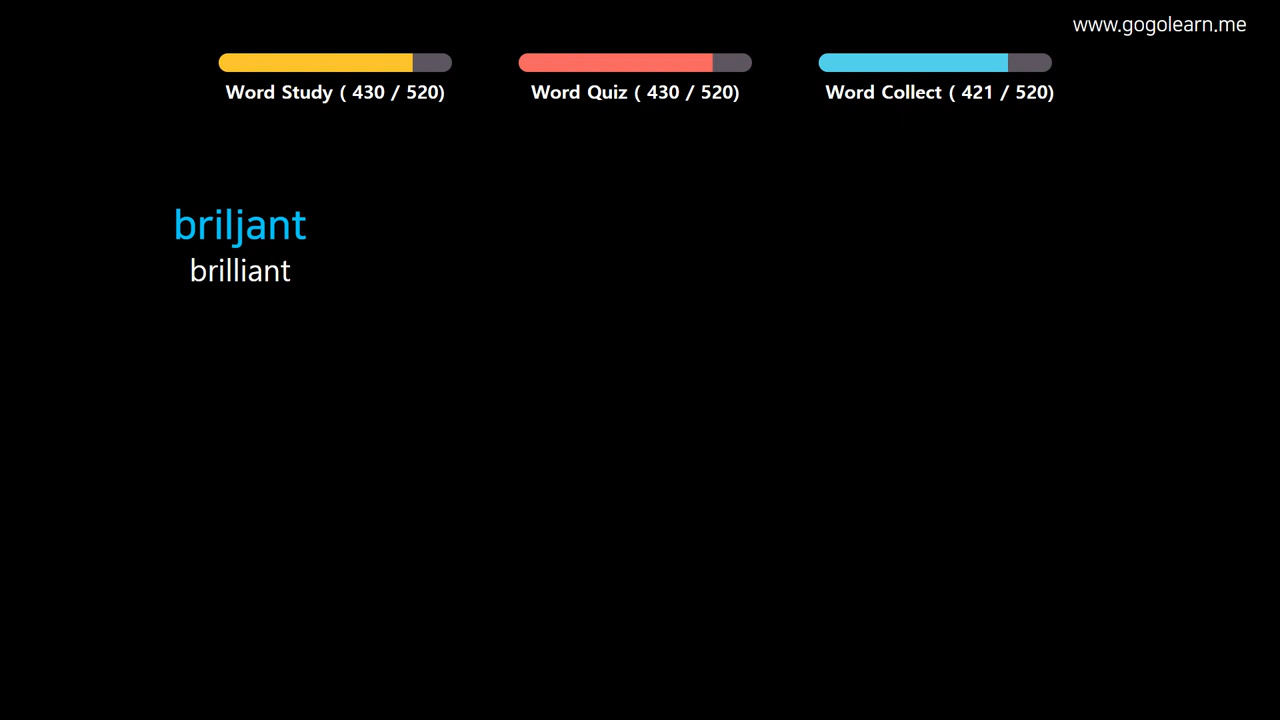 www.gogolearn.me
Word Study ( 430 / 520)
Word Quiz ( 430 / 520)
Word Collect ( 421 / 520)
briljant
brilliant